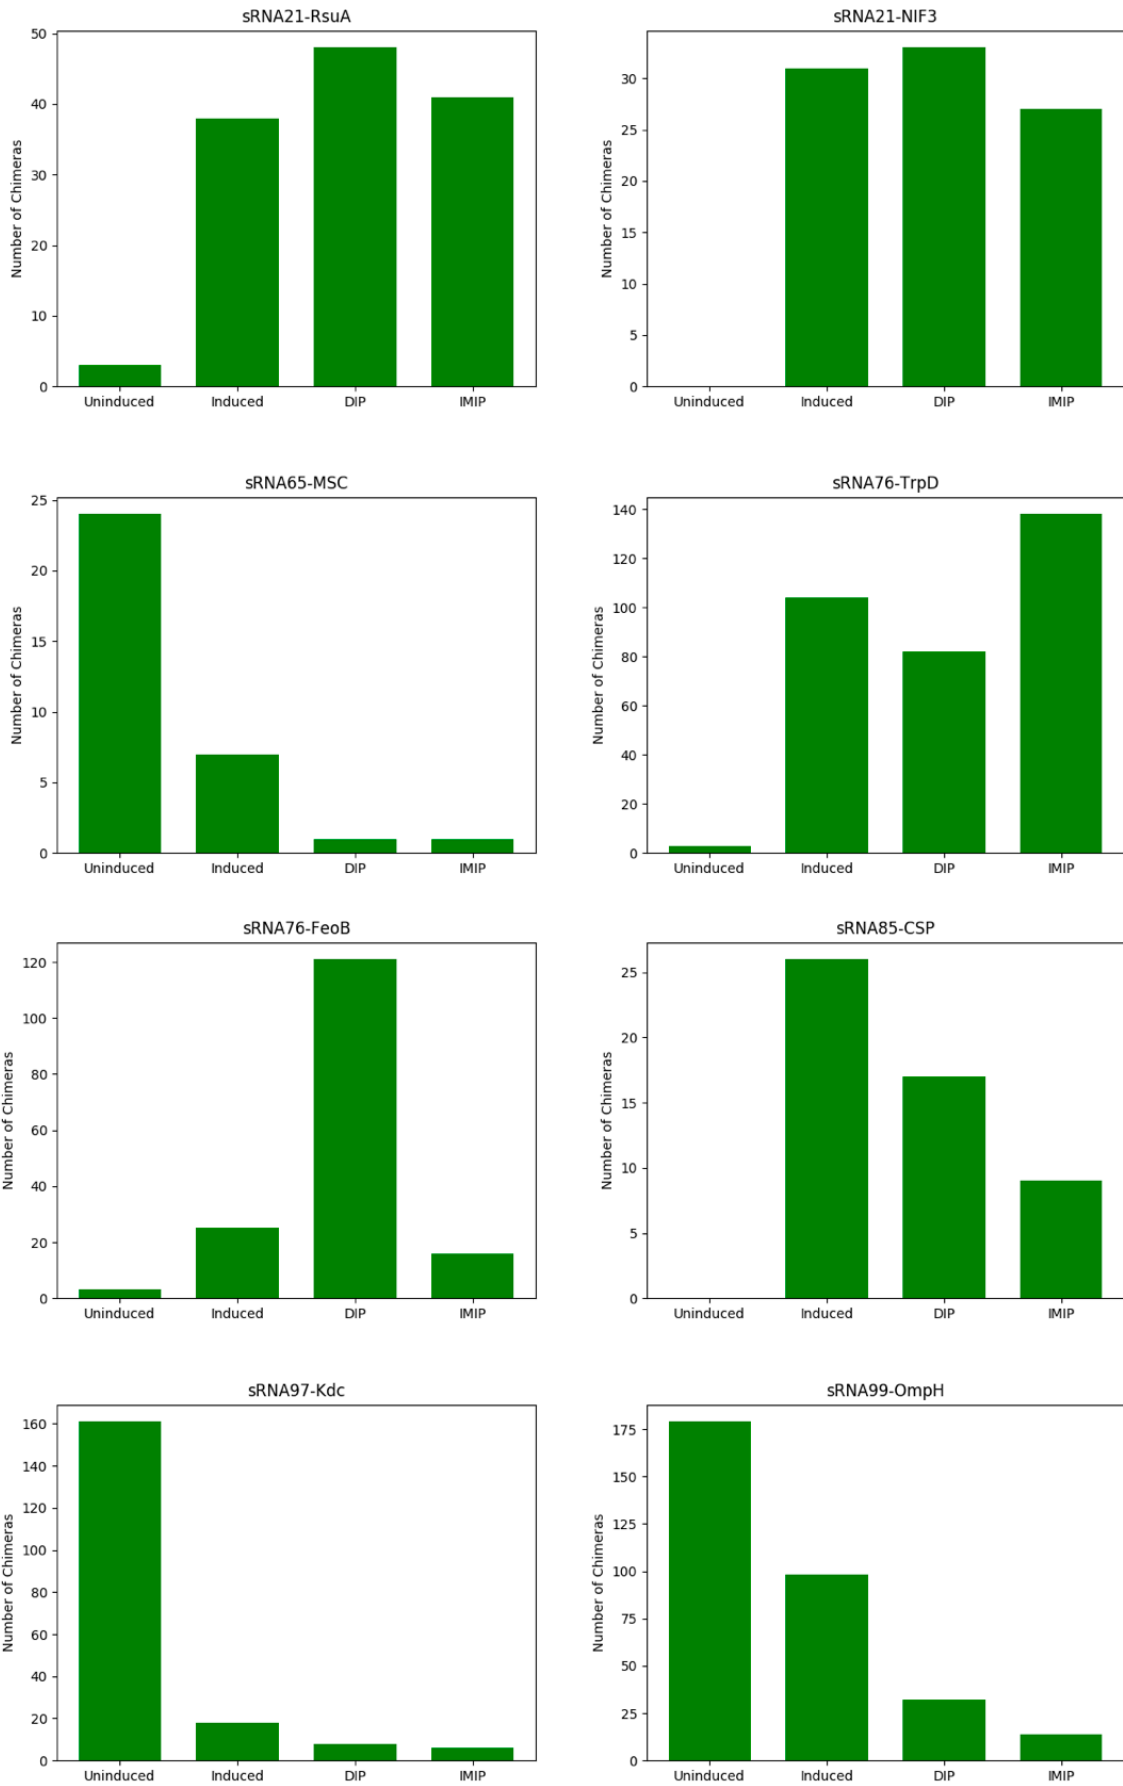 sRNA21-RsuA
50
40
30
20
10
0
Number of Chimeras
Uninduced Induced DIP IMIP
sRNA21-NIF3
30
25
20
15
10
5
0
Number of Chimeras
Uninduced Induced DIP IMIP
sRNA65-MSC
25
20
15
10
5
0
Number of Chimeras
Uninduced Induced DIP IMIP
sRNA76-TrpD
140
120
100
80
60
40
20
0
Number of Chimeras
Uninduced Induced DIP IMIP
sRNA76-FeoB
120
100
80
60
40
20
0
Number of Chimeras
Uninduced Induced DIP IMIP
sRNA85-CSP
25
20
15
10
5
0
Number of Chimeras
Uninduced Induced DIP IMIP
sRNA97-Kdc
160
140
120
100
80
60
40
20
0
Number of Chimeras
Uninduced Induced DIP IMIP
sRNA99-OmpH
175
150
125
100
75
50
25
0
Number of Chimeras
Uninduced Induced DIP IMIP